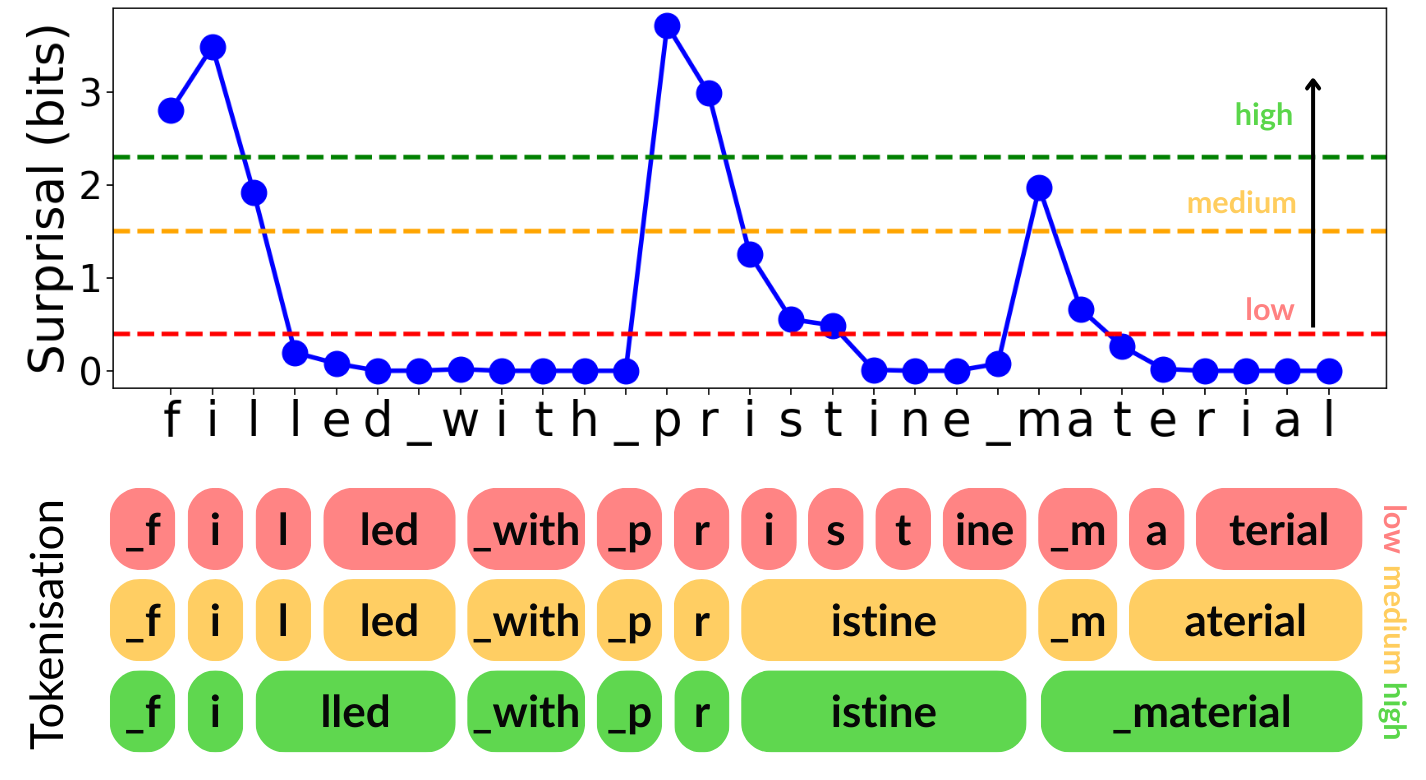 Surprisal (bits)
3
2
1
0
high
medium
low
f i l l e d _ w i t h _ p r i s t i n e _ m a t e r i a l
Tokenisation
_f i l led _with _p r i s t ine _m a terial
_f i l led _with _p r istine _m aterial
_f i lled _with _p r istine _material
low medium high